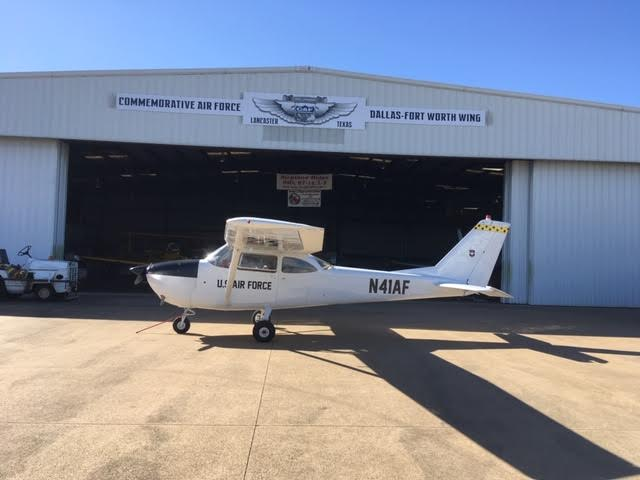 COMMEMORATIVE AIR FORCE
CAF
LANCASTER TEXAS
DALLAS-FORT WORTH WING
U.S. AIR FORCE
N41AF